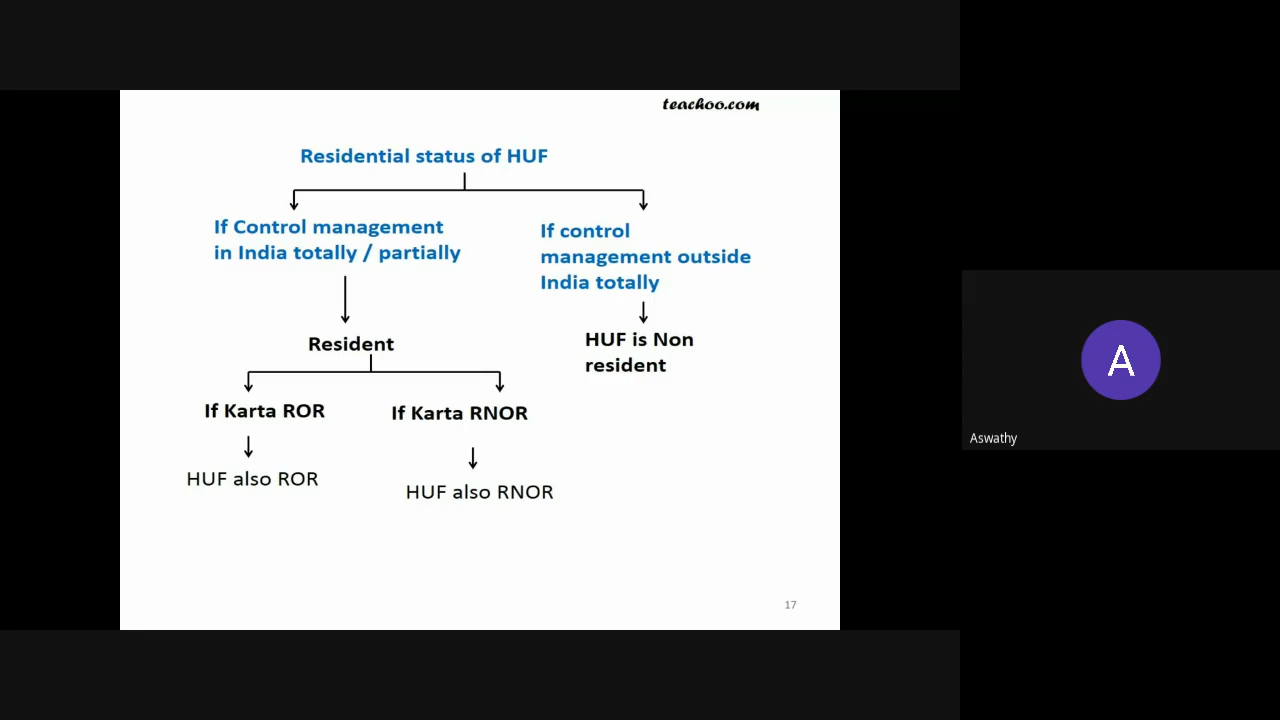 teachoo.com
Residential status of HUF
If Control management
in India totally / partially
If control
management outside
India totally
Resident
HUF is Non
resident
If Karta ROR
If Karta RNOR
HUF also ROR
HUF also RNOR
17
A
Aswathy